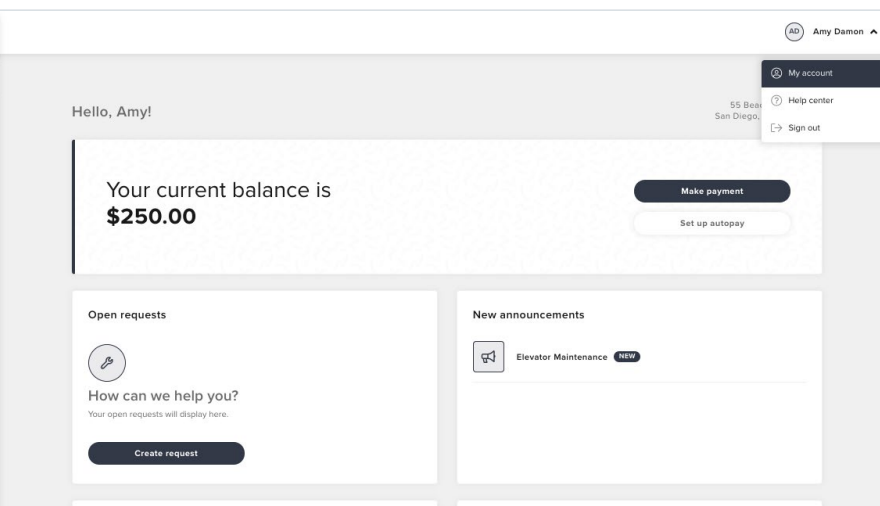 AD Amy Damon
My account
Help center
Sign out
Hello, Amy!
55
San Diego,
Your current balance is
$250.00
Make payment
Set up autopay
Open requests
How can we help you?
Your open requests will display here.
Create request
New announcements
Elevator Maintenance NEW